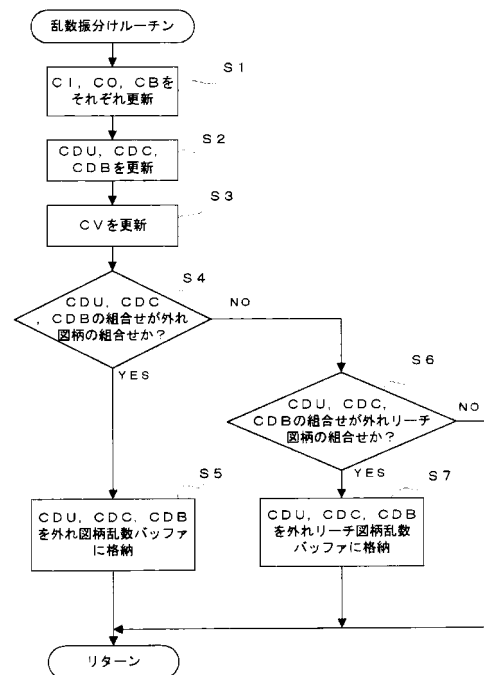 乱数振分けルーチン
S1
CI, CO, CBを
それぞれ更新
S2
CDU, CDC,
CDBを更新
S3
CVを更新
S4
CDU, CDC
, CDBの組合せが外れ
図柄の組合せか?
NO
YES
S6
CDU, CDC,
CDBの組合せが外れリーチ
図柄の組合せか?
NO
YES
S5
CDU, CDC, CDB
を外れ図柄乱数バッファ
に格納
S7
CDU, CDC, CDB
を外れリーチ図柄乱数
バッファに格納
リターン